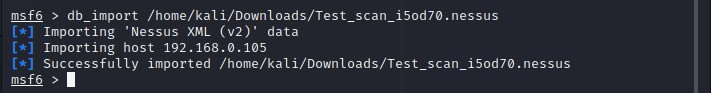 msf6 > db_import /home/kali/Downloads/Test_scan_i5od70.nessus
[*] Importing 'Nessus XML (v2)' data
[*] Importing host 192.168.0.105
[*] Successfully imported /home/kali/Downloads/Test_scan_i5od70.nessus
msf6 >